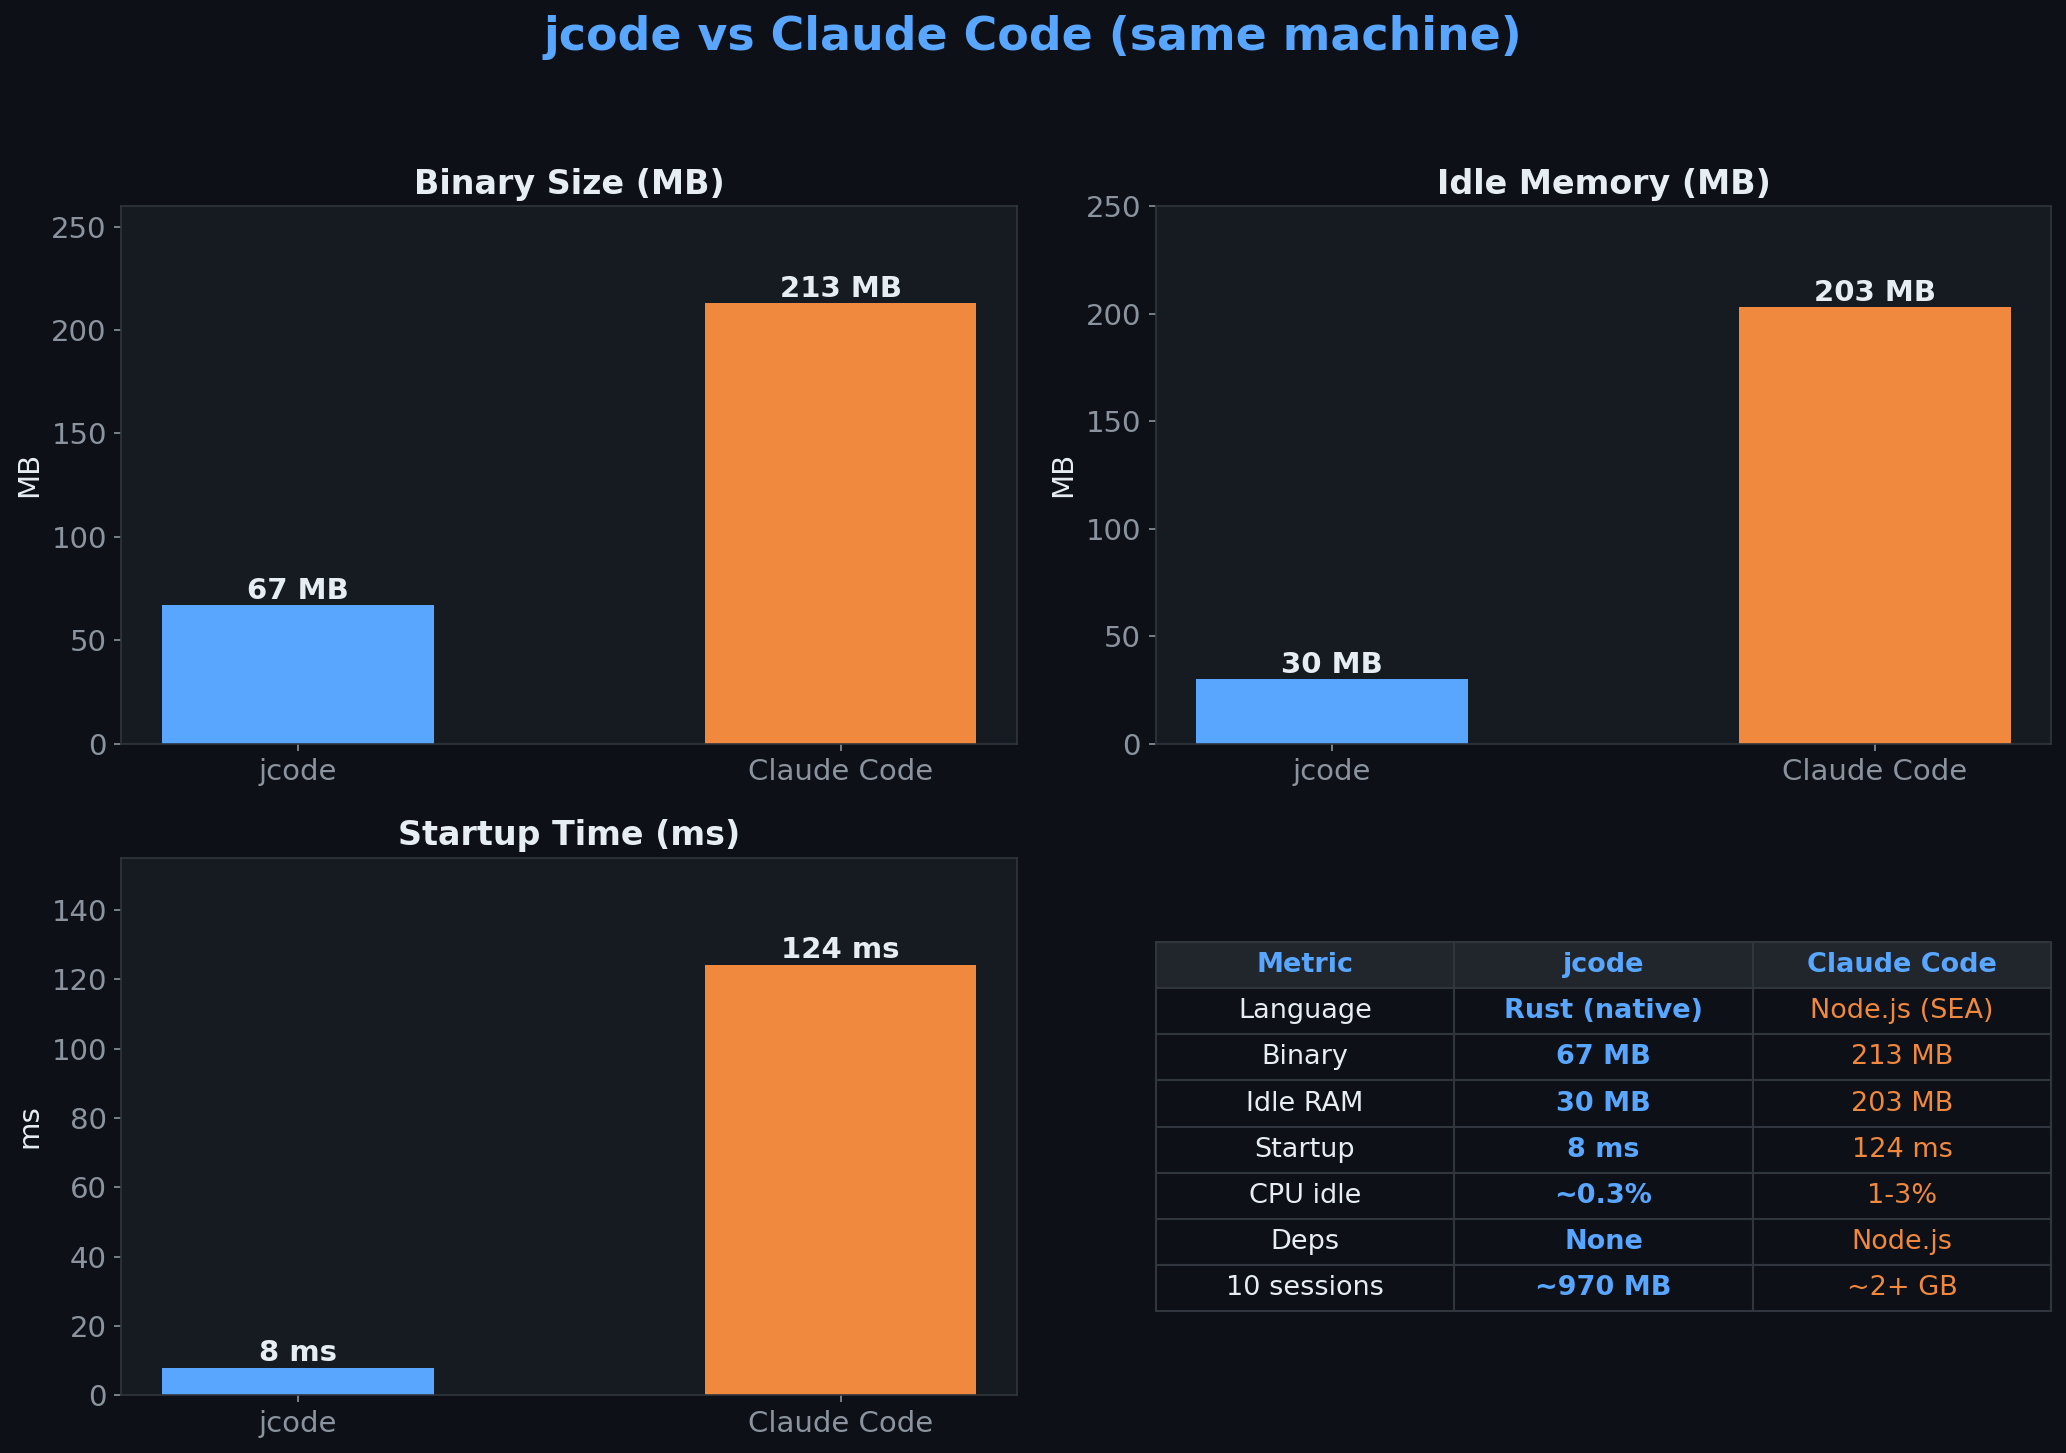 jcode vs Claude Code (same machine)
Binary Size (MB)
250
200
150
100
50
0
MB
67 MB
213 MB
jcode
Claude Code
Idle Memory (MB)
250
200
150
100
50
0
MB
30 MB
203 MB
jcode
Claude Code
Startup Time (ms)
140
120
100
80
60
40
20
0
ms
8 ms
124 ms
jcode
Claude Code
Metric jcode Claude Code
Language Rust (native) Node.js (SEA)
Binary 67 MB 213 MB
Idle RAM 30 MB 203 MB
Startup 8 ms 124 ms
CPU idle ~0.3% 1-3%
Deps None Node.js
10 sessions ~970 MB ~2+ GB